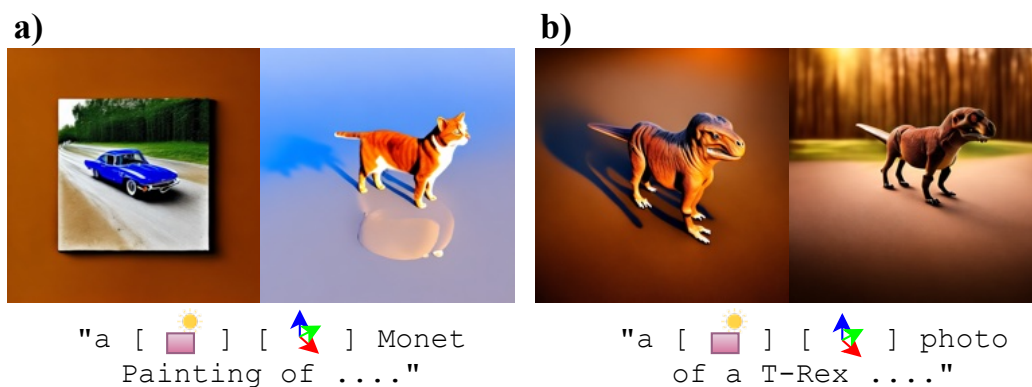 a)
b)
"a [ ] [ ] Monet
Painting of ...."
"a [ ] [ ] photo
of a T-Rex ...."